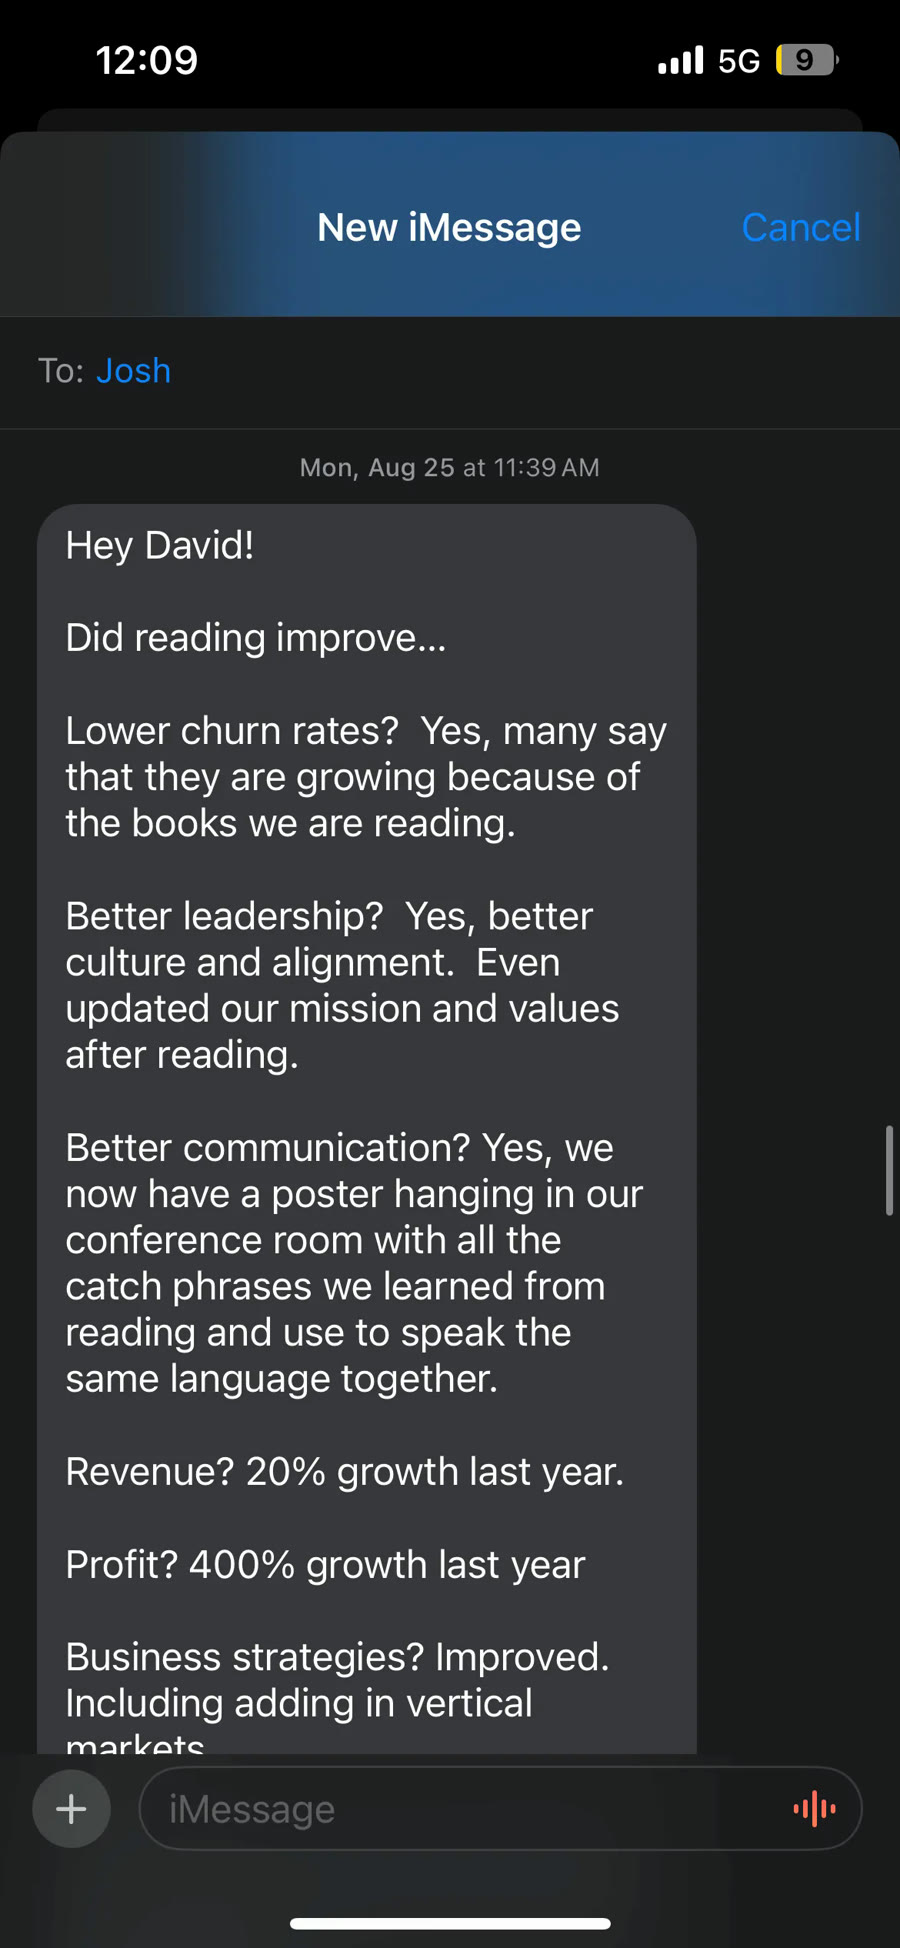 12:09
5G
9
New iMessage
Cancel
To: Josh
Mon, Aug 25 at 11:39 AM
Hey David!
Did reading improve...
Lower churn rates?  Yes, many say
that they are growing because of
the books we are reading.
Better leadership?  Yes, better
culture and alignment.  Even
updated our mission and values
after reading.
Better communication? Yes, we
now have a poster hanging in our
conference room with all the
catch phrases we learned from
reading and use to speak the
same language together.
Revenue? 20% growth last year.
Profit? 400% growth last year
Business strategies? Improved.
Including adding in vertical
markets
iMessage